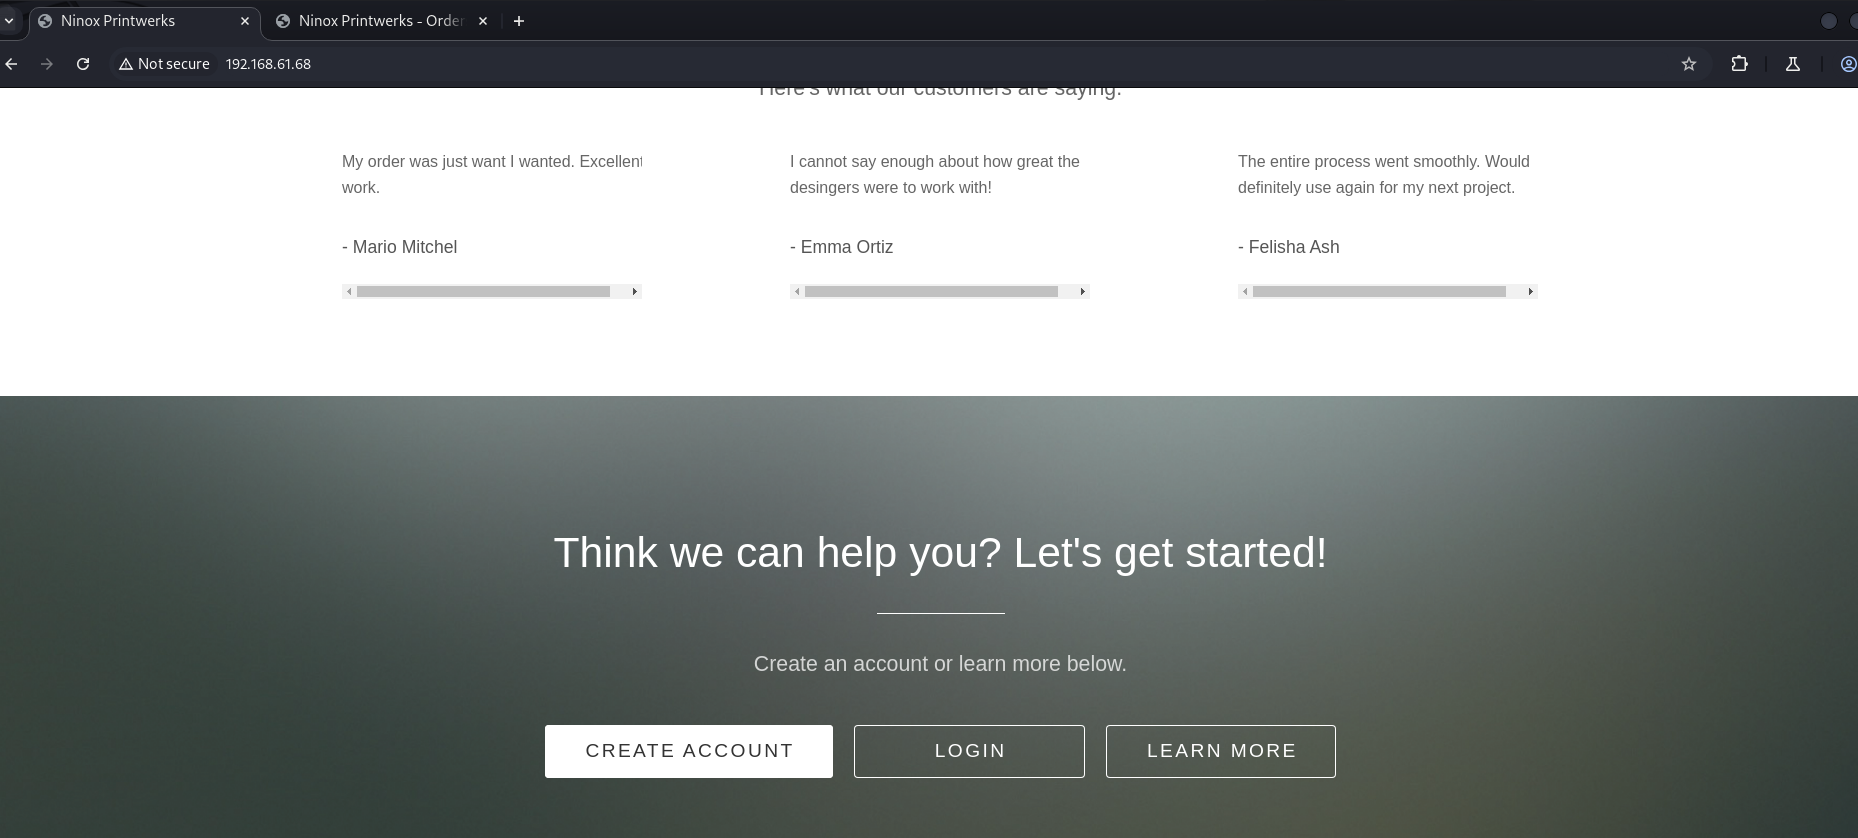 Ninox Printwerks
Ninox Printwerks - Order
Not secure
192.168.61.68
Here's what our customers are saying:
My order was just want I wanted. Excellent
work.
- Mario Mitchel
I cannot say enough about how great the
desingers were to work with!
- Emma Ortiz
The entire process went smoothly. Would
definitely use again for my next project.
- Felisha Ash
Think we can help you? Let's get started!
Create an account or learn more below.
CREATE ACCOUNT
LOGIN
LEARN MORE